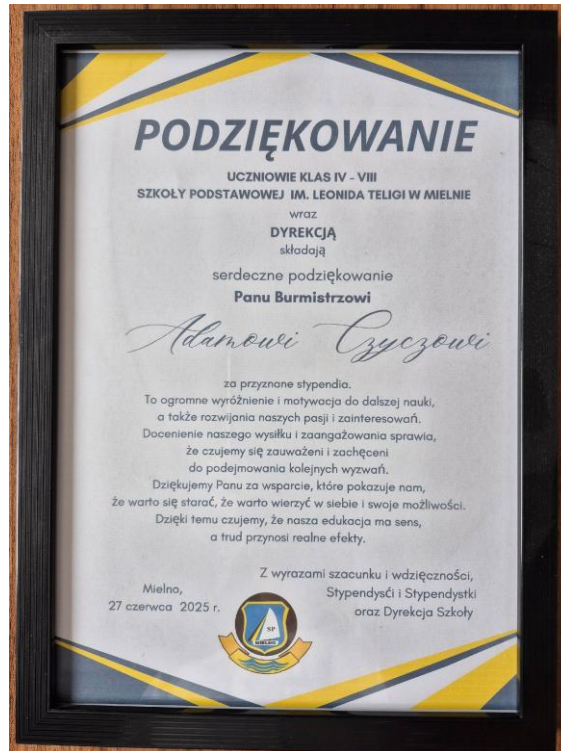 PODZIĘKOWANIE
UCZNIOWIE KLAS IV - VIII
SZKOŁY PODSTAWOWEJ IM. LEONIDA TELIGI W MIELNIE
wraz
DYREKCJĄ
składają
serdeczne podziękowanie
Panu Burmistrzowi
Adamowi Czyczowi
za przyznane stypendia.
To ogromne wyróżnienie i motywacja do dalszej nauki,
a także rozwijania naszych pasji i zainteresowań.
Docenienie naszego wysiłku i zaangażowania sprawia,
że czujemy się zauważeni i zachęceni
do podejmowania kolejnych wyzwań.
Dziękujemy Panu za wsparcie, które pokazuje nam,
że warto się starać, że warto wierzyć w siebie i swoje możliwości.
Dzięki temu czujemy, że nasza edukacja ma sens,
a trud przynosi realne efekty.
Z wyrazami szacunku i wdzięczności,
Stypendyśći i Stypendystki
oraz Dyrekcja Szkoły
Mielno,
27 czerwca 2025 r.
SP
MIELNO